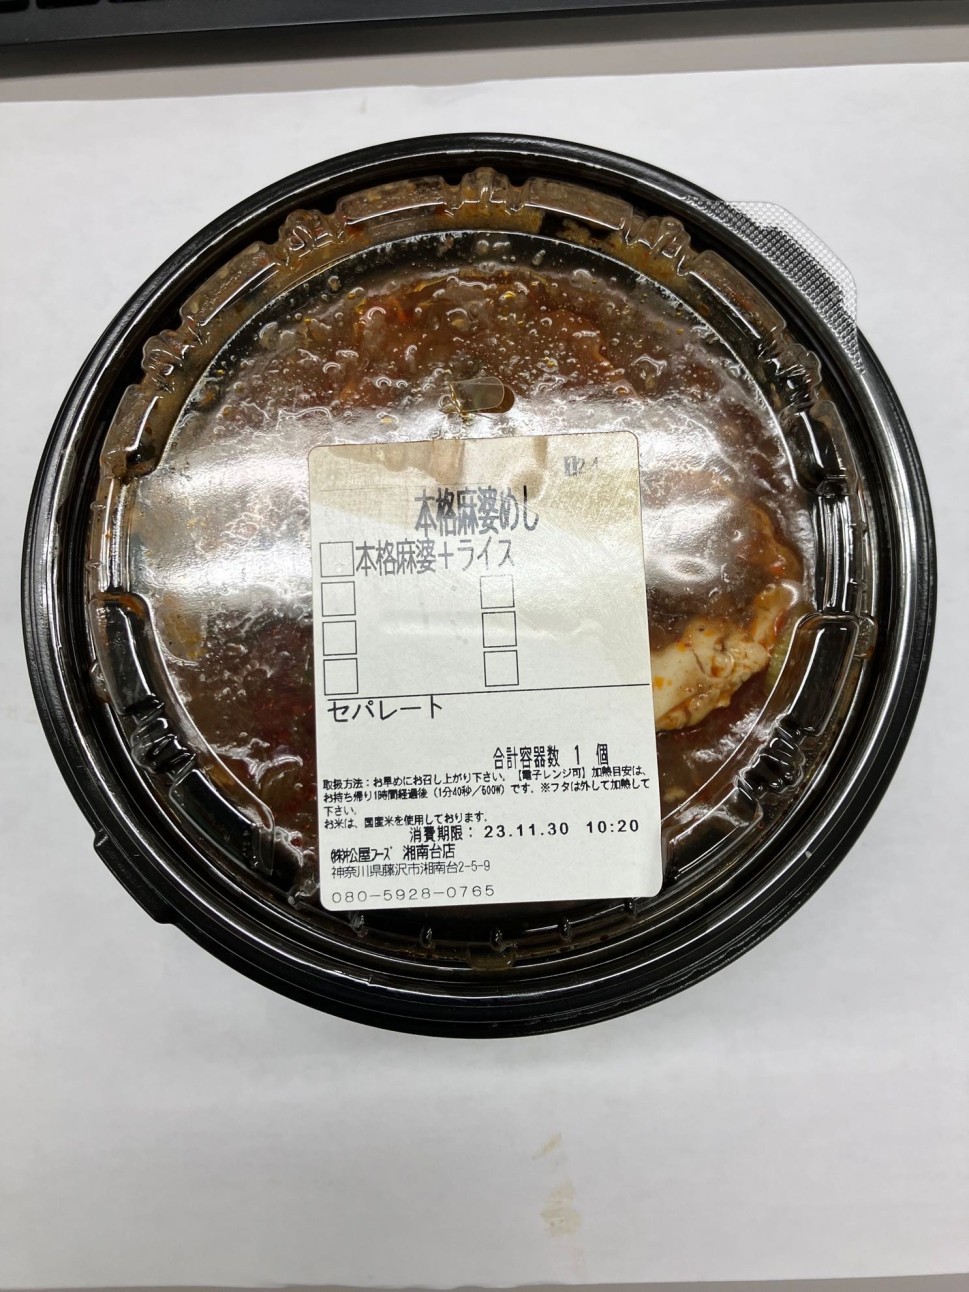 本格麻婆めし
本格麻婆+ライス
セパレート
合計容器数 1 個
取扱方法：お早めにお召し上がり下さい。【電子レンジ可】加熱目安は、
お持ち帰り1時間経過後（1分40秒／500W）です。※フタは外して加熱して
下さい。
お米は、国産米を使用しております。
消費期限：23.11.30 10:20
㈱松屋フーズ 湘南台店
神奈川県藤沢市湘南台2-5-9
080-5928-0765